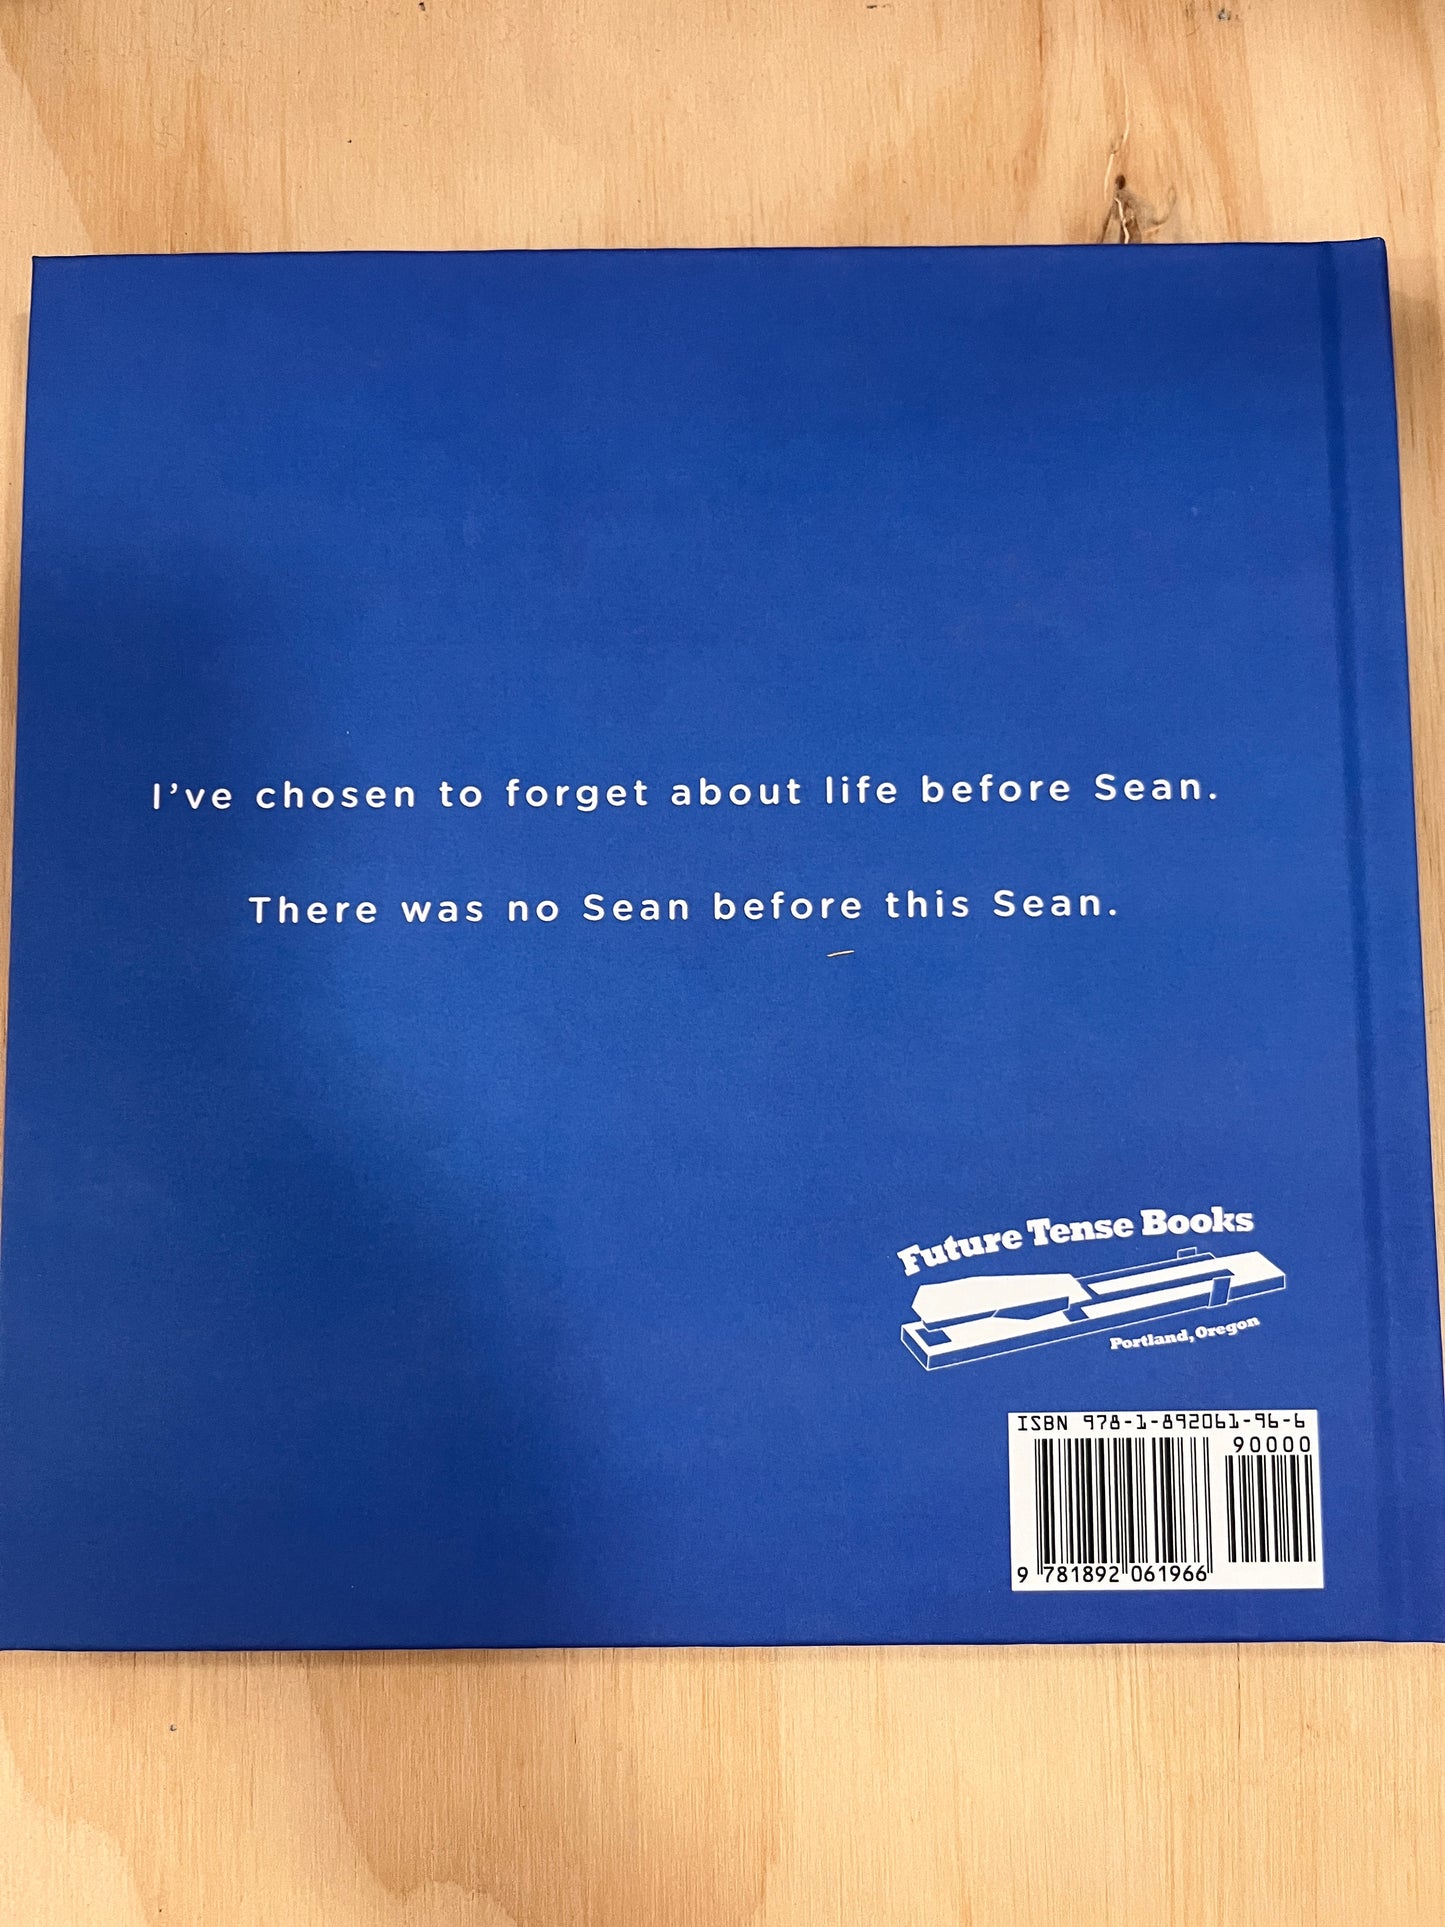 I've chosen to forget about life before Sean.
There was no Sean before this Sean.
Future Tense Books
Portland, Oregon
ISBN 978-1-892061-96-6
90000
9 781892 061966